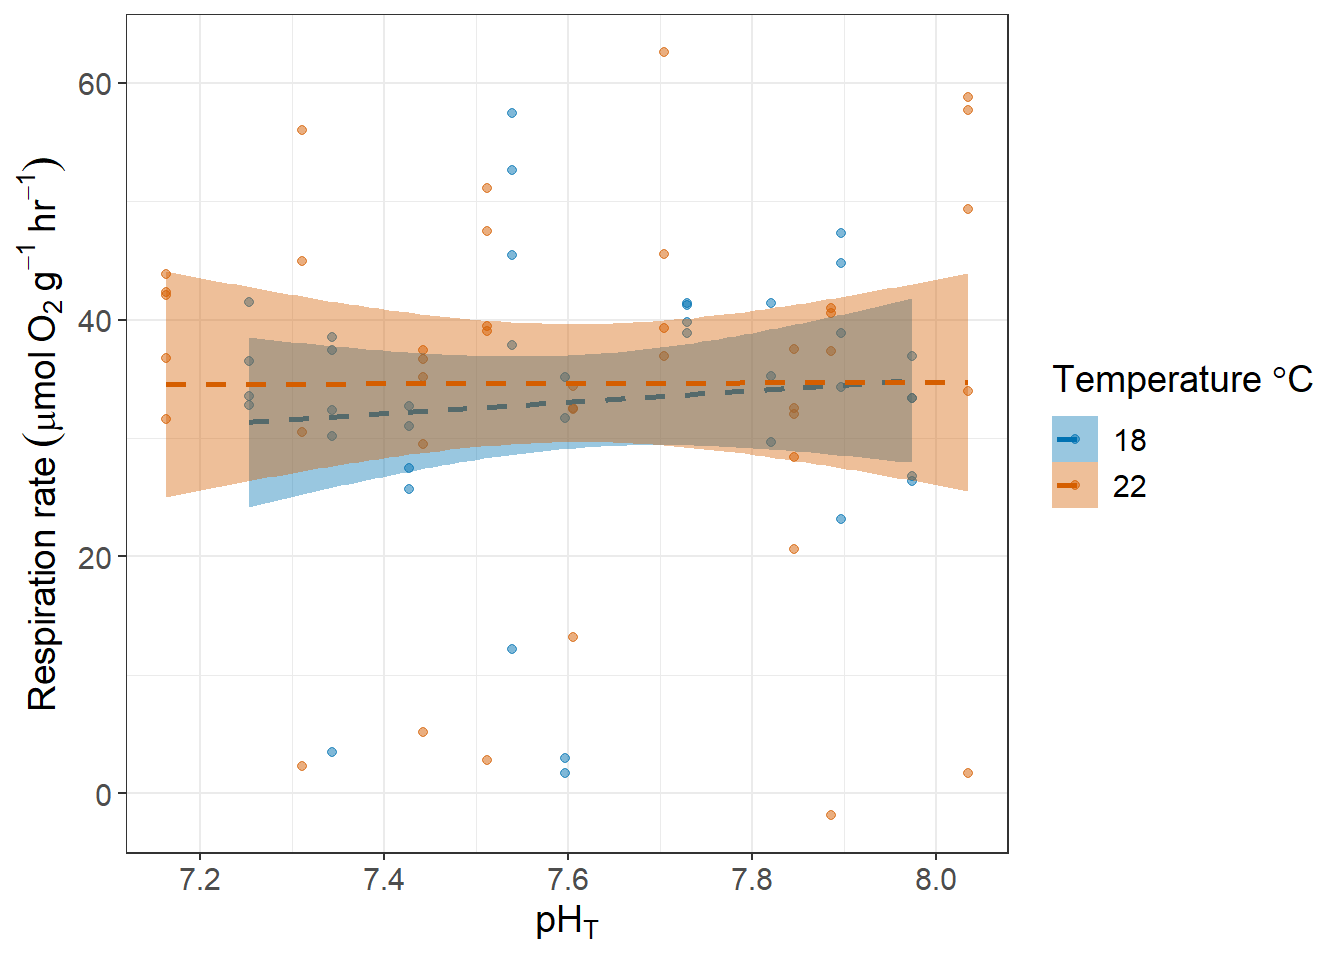 60
40
20
0
Respiration rate (μmol O₂ g⁻¹ hr⁻¹)
7.2 7.4 7.6 7.8 8.0
pH_T
Temperature °C
18
22